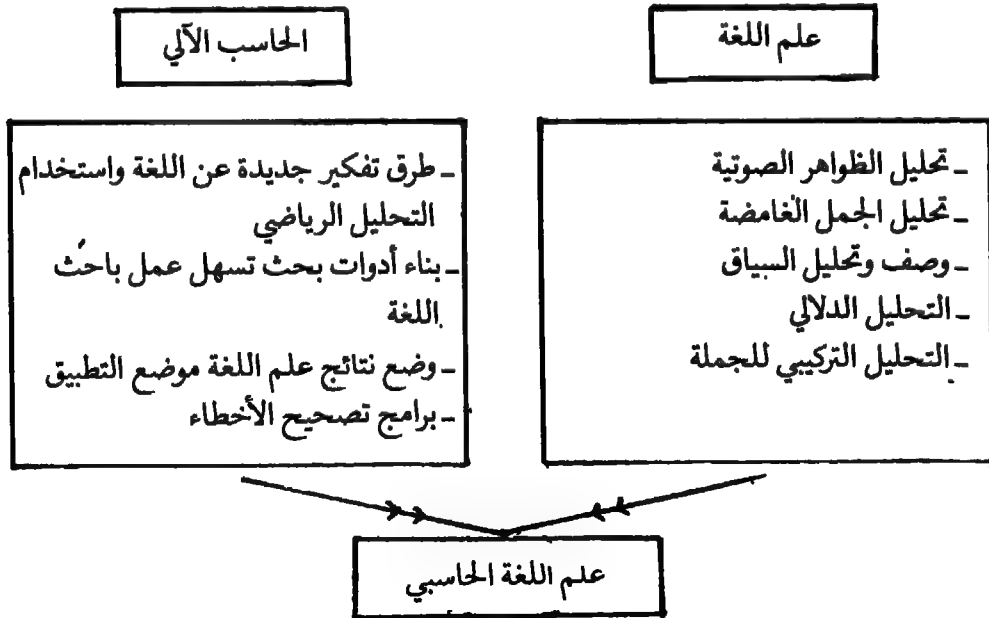 علم اللغة
الحاسب الآلي
ـ تحليل الظواهر الصوتية
ـ تحليل الجمل الغامضة
ـ وصف وتحليل السياق
ـ التحليل الدلالي
ـ التحليل التركيبي للجملة
ـ طرق تفكير جديدة عن اللغة واستخدام
التحليل الرياضي
ـ بناء أدوات بحث تسهل عمل باحث
اللغة
ـ وضع نتائج علم اللغة موضع التطبيق
ـ برامج تصحيح الأخطاء
علم اللغة الحاسبي